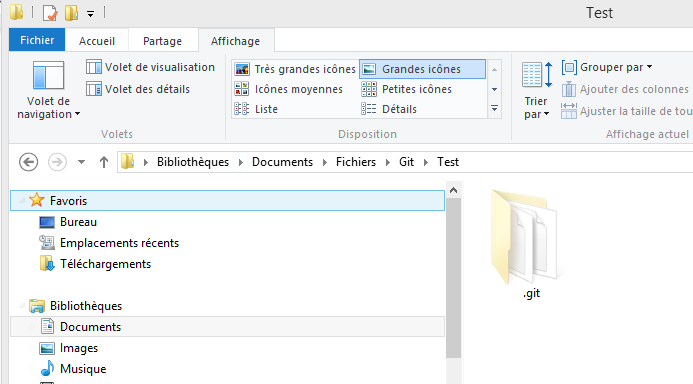 Test
Fichier Accueil Partage Affichage
Volet de navigation
Volet de visualisation
Volet des détails
Volets
Très grandes icônes Grandes icônes
Icônes moyennes Petites icônes
Liste Détails
Disposition
Trier par
Grouper par
Ajouter des colonnes
Ajuster la taille de tou
Affichage actuel
Bibliothèques Documents Fichiers Git Test
Favoris
Bureau
Emplacements récents
Téléchargements
Bibliothèques
Documents
Images
Musique
.git